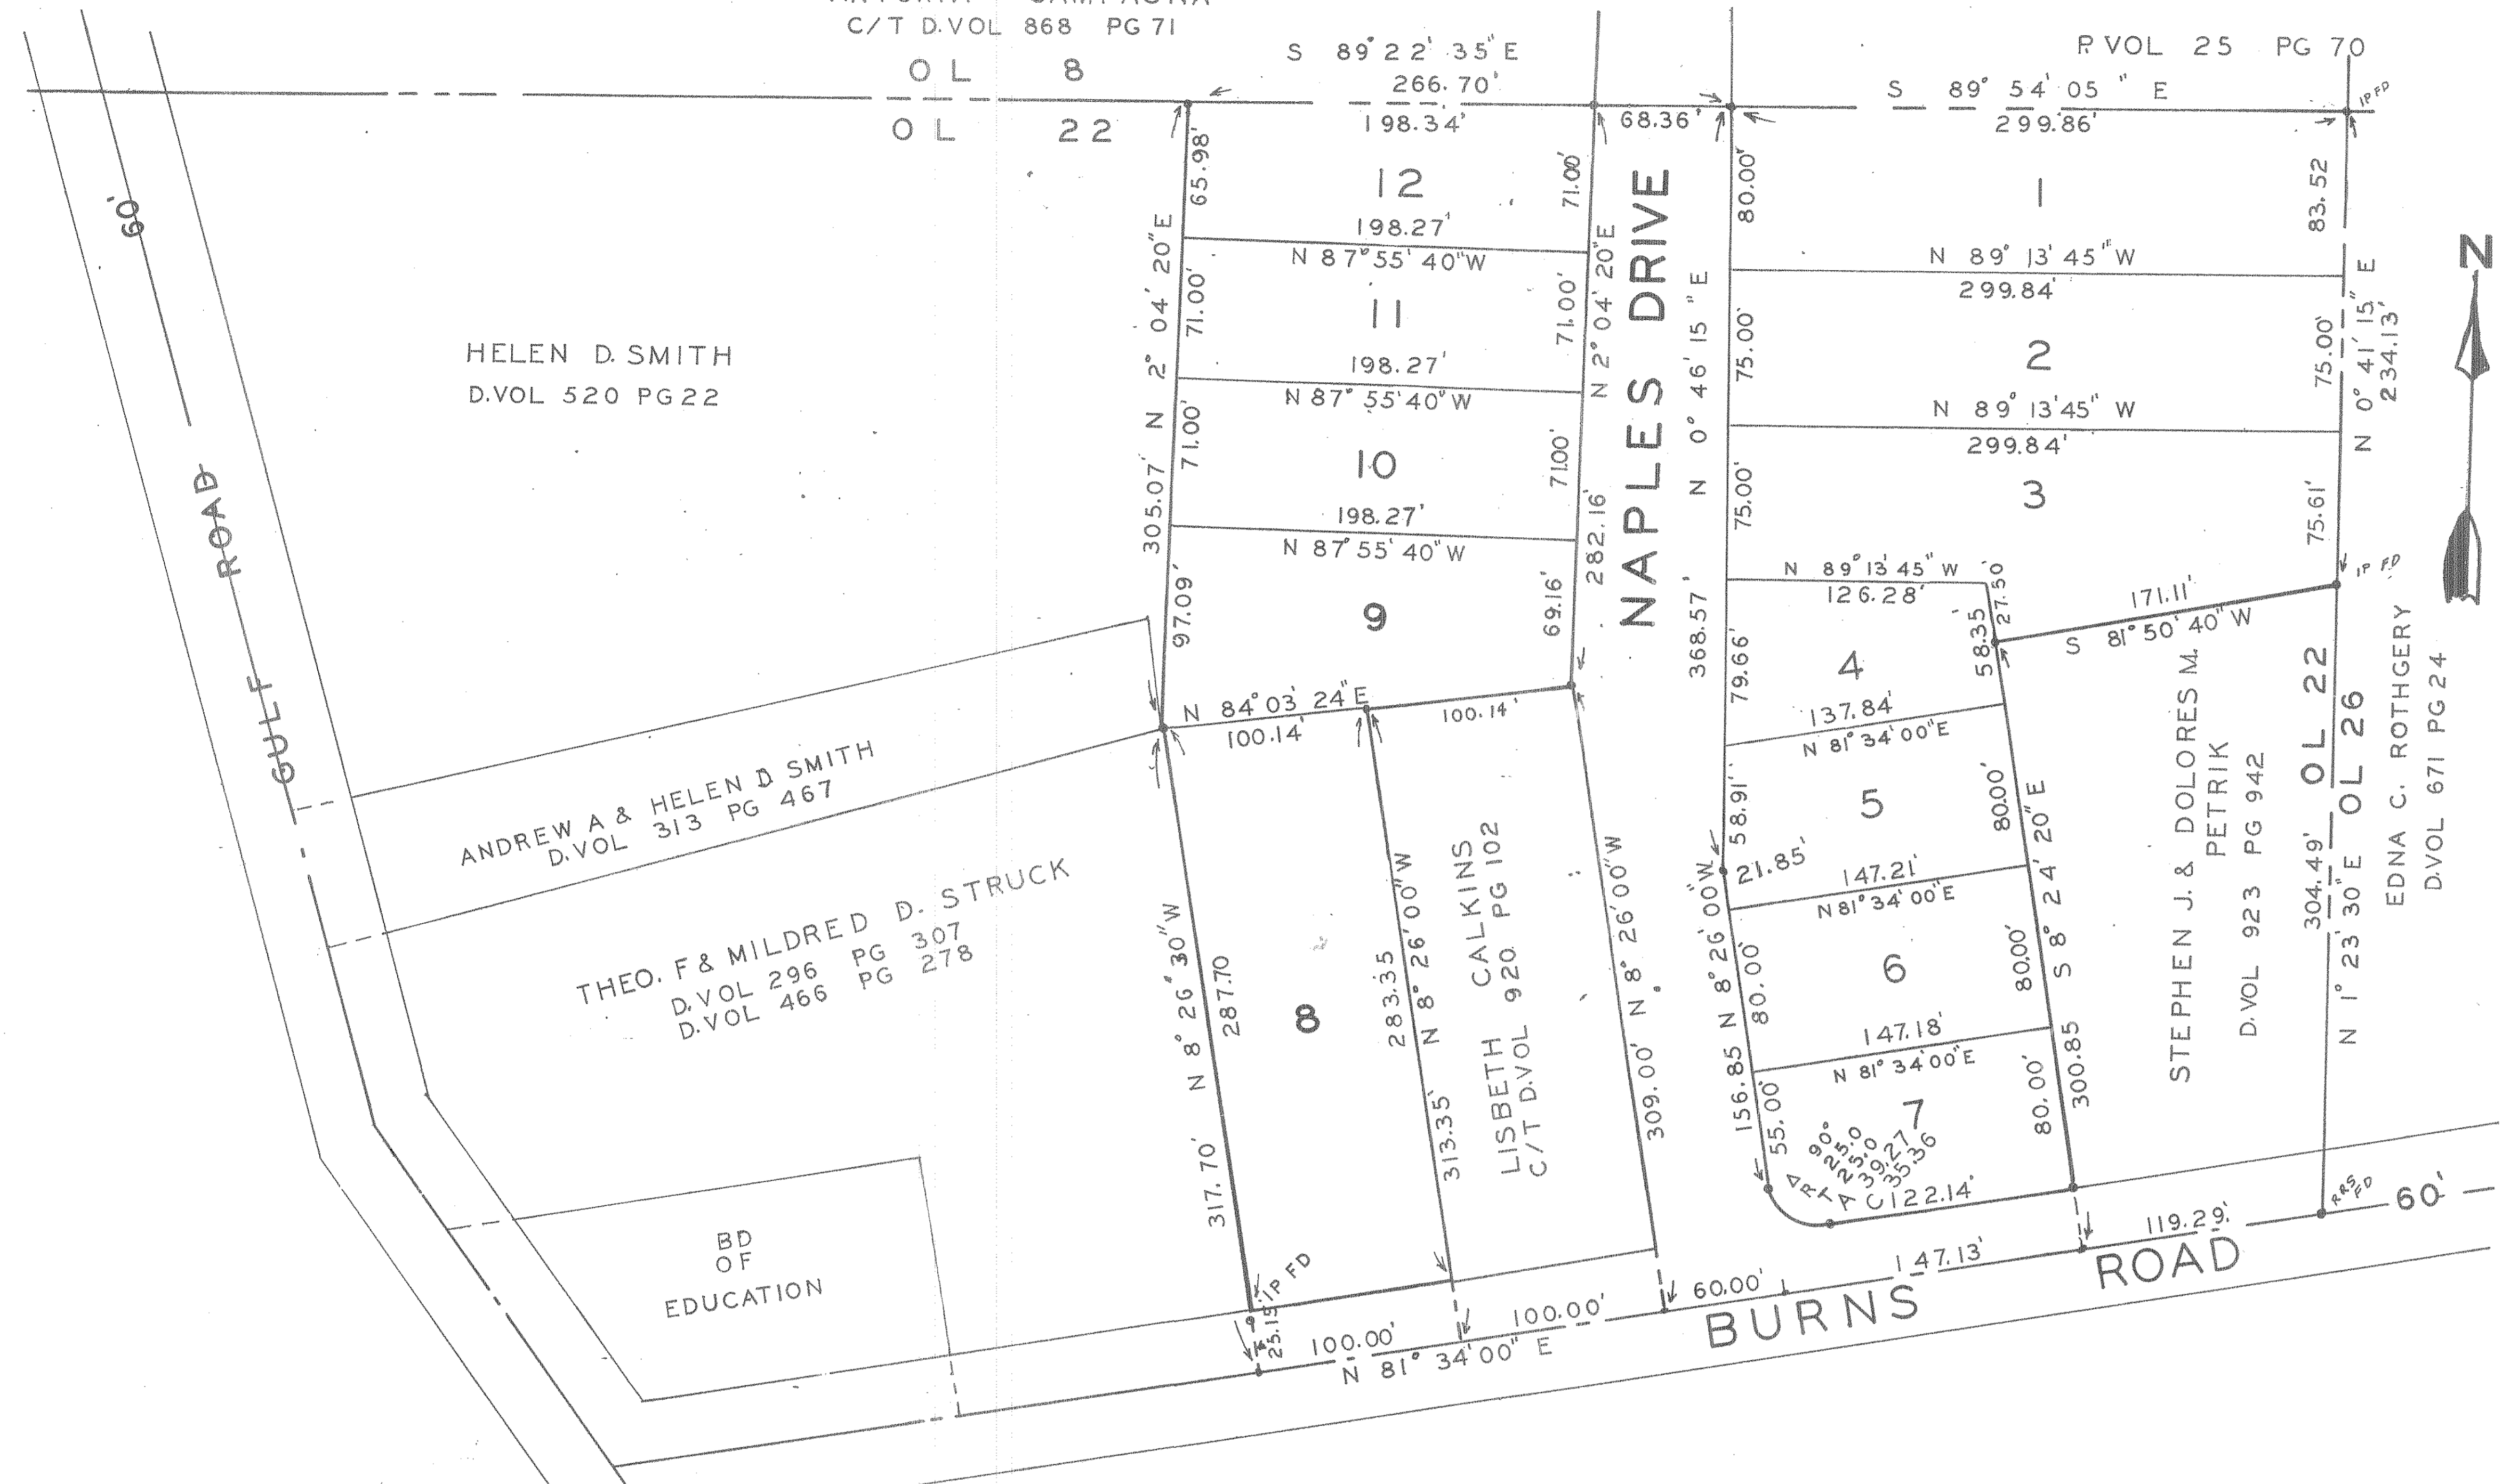 C/T D.VOL 868 PG 71
O L 8
O L 22
S 89° 22' 35" E
266.70'
198.34'
68.36'
P. VOL 25 PG 70
S 89° 54' 05" E
299.86'
IP FD
60'
GULF ROAD
HELEN D. SMITH
D.VOL 520 PG 22
305.07' N 2° 04' 20" E
65.98'
71.00'
71.00'
97.09'
12
198.27'
N 87° 55' 40" W
11
198.27'
N 87° 55' 40" W
10
198.27'
N 87° 55' 40" W
9
71.00'
71.00'
71.00'
69.16'
282.16' N 2° 04' 20" E
NAPLES DRIVE
368.57' N 0° 46' 15" E
80.00'
75.00'
75.00'
79.66'
58.91'
1
N 89° 13' 45" W
299.84'
2
N 89° 13' 45" W
299.84'
3
83.52
75.00'
75.61'
N 0° 41' 15" E
234.13'
N
IP FD
N 89° 13' 45" W
126.28'
27.50'
58.35'
171.11'
S 81° 50' 40" W
4
137.84'
N 81° 34' 00" E
5
80.00'
21.85'
147.21'
N 81° 34' 00" E
6
80.00'
147.18'
N 81° 34' 00" E
7
80.00'
300.85 S 8° 24' 20" E
156.85 N 8° 26' 00" W
80.00'
55.00'
Δ 90°
R 25.0
T 25.0
A 39.27
C 35.36
122.14'
STEPHEN J. & DOLORES M.
PETRIK
D.VOL 923 PG 942
OL 22
OL 26
304.49'
N 1° 23' 30" E
EDNA C. ROTHGERY
D.VOL 671 PG 24
N 84° 03' 24" E
100.14'
100.14'
ANDREW A & HELEN D. SMITH
D.VOL 313 PG 467
THEO. F & MILDRED D. STRUCK
D.VOL 296 PG 307
D.VOL 466 PG 278
N 8° 26' 30" W
287.70
317.70'
8
283.35
313.35'
N 8° 26' 00" W
LISBETH CALKINS
C/T D.VOL 920 PG 102
309.00' N 8° 26' 00" W
BD
OF
EDUCATION
IP FD
25.15'
100.00'
100.00'
60.00'
147.13'
119.29'
N 81° 34' 00" E
BURNS ROAD
RRS FD
60'